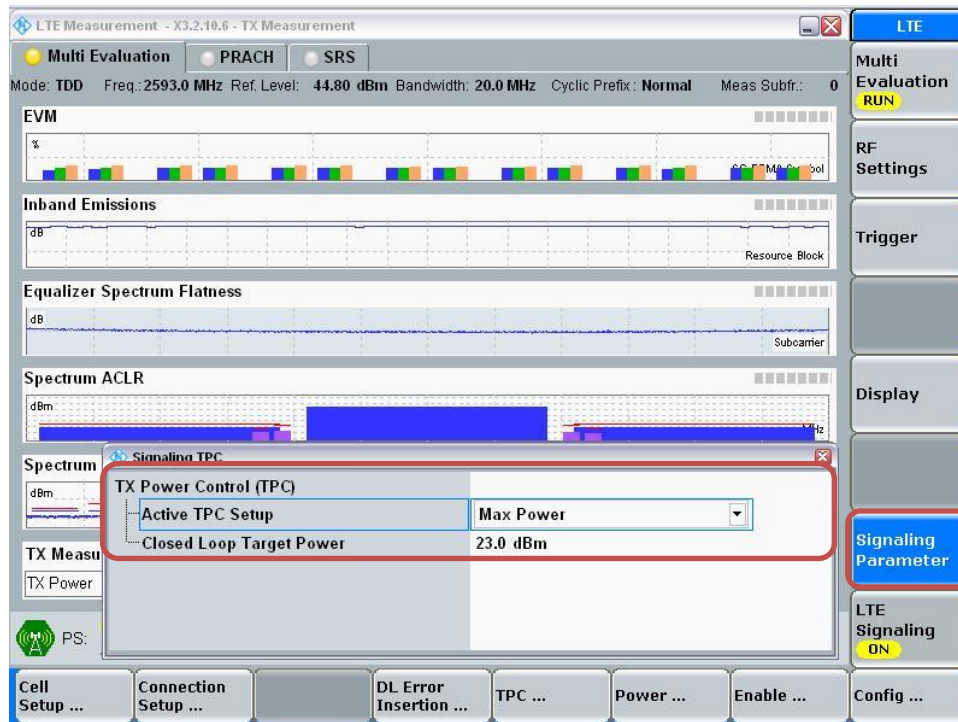 LTE Measurement - X3.2.10.6 - TX Measurement
LTE
Multi Evaluation PRACH SRS
Mode: TDD Freq.: 2593.0 MHz Ref. Level: 44.80 dBm Bandwidth: 20.0 MHz Cyclic Prefix: Normal Meas Subfr.: 0
Multi
Evaluation
RUN
EVM
%
RF
Settings
Inband Emissions
dB
Resource Block
Trigger
Equalizer Spectrum Flatness
dB
Subcarrier
Spectrum ACLR
dBm
Display
Spectrum
dBm
Signaling TPC
TX Power Control (TPC)
Active TPC Setup Max Power
Closed Loop Target Power 23.0 dBm
Signaling
Parameter
TX Measu
TX Power
PS:
LTE
Signaling
ON
Cell
Setup ...
Connection
Setup ...
DL Error
Insertion ...
TPC ...
Power ...
Enable ...
Config ...